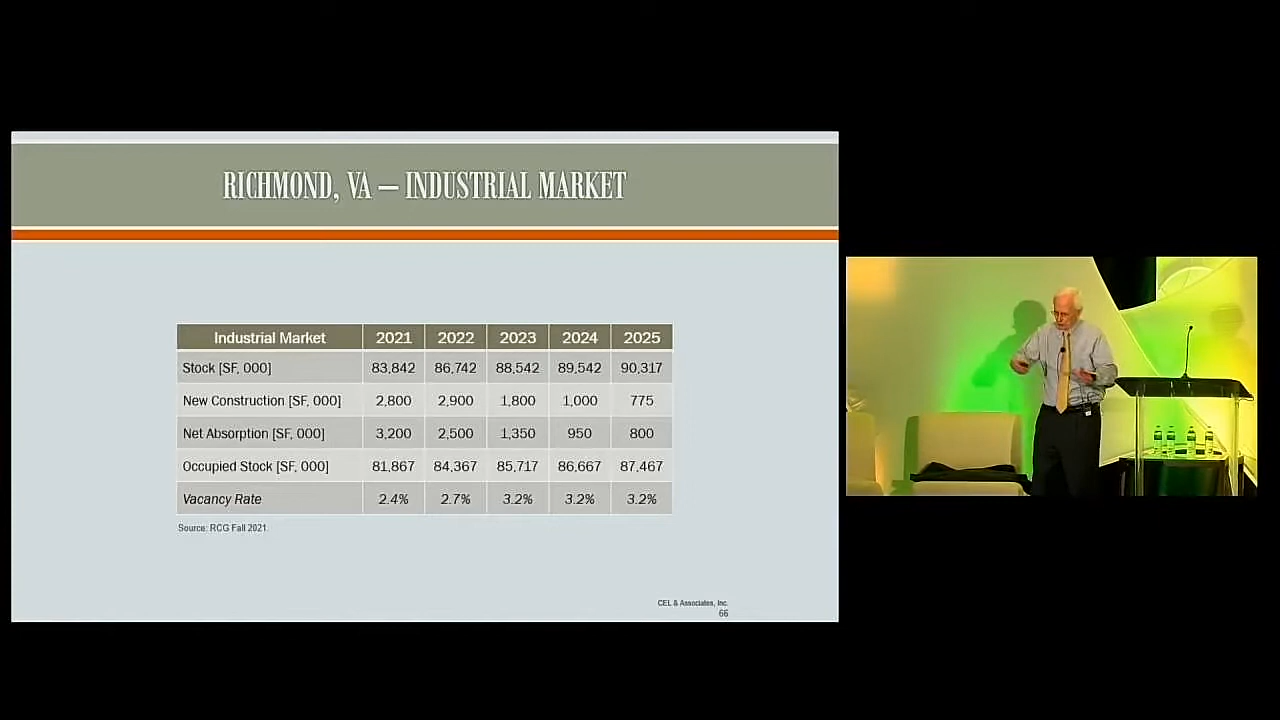 RICHMOND, VA – INDUSTRIAL MARKET
Industrial Market 2021 2022 2023 2024 2025
Stock [SF, 000] 83,842 86,742 88,542 89,542 90,317
New Construction [SF, 000] 2,800 2,900 1,800 1,000 775
Net Absorption [SF, 000] 3,200 2,500 1,350 950 800
Occupied Stock [SF, 000] 81,867 84,367 85,717 86,667 87,467
Vacancy Rate 2.4% 2.7% 3.2% 3.2% 3.2%
Source: RCG Fall 2021
CEL & Associates, Inc.
66